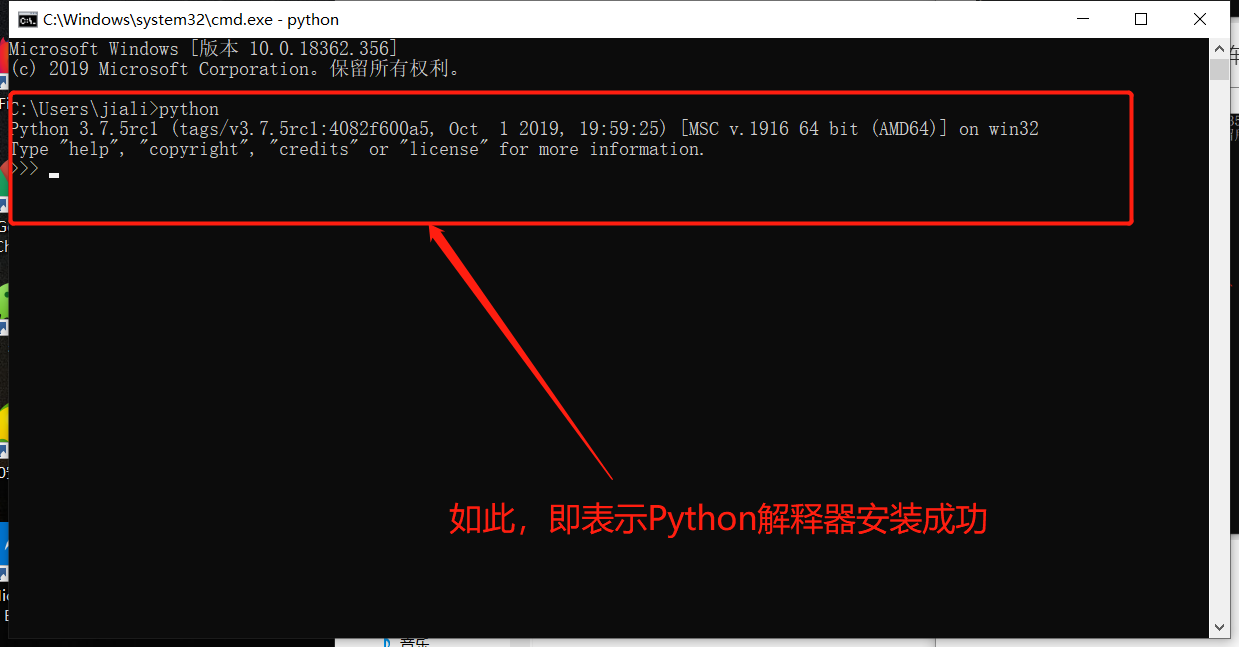 C:\Windows\system32\cmd.exe - python
Microsoft Windows [版本 10.0.18362.356]
(c) 2019 Microsoft Corporation。保留所有权利。
C:\Users\jiali>python
Python 3.7.5rc1 (tags/v3.7.5rc1:4082f600a5, Oct  1 2019, 19:59:25) [MSC v.1916 64 bit (AMD64)] on win32
Type "help", "copyright", "credits" or "license" for more information.
>>>
如此，即表示Python解释器安装成功
音乐